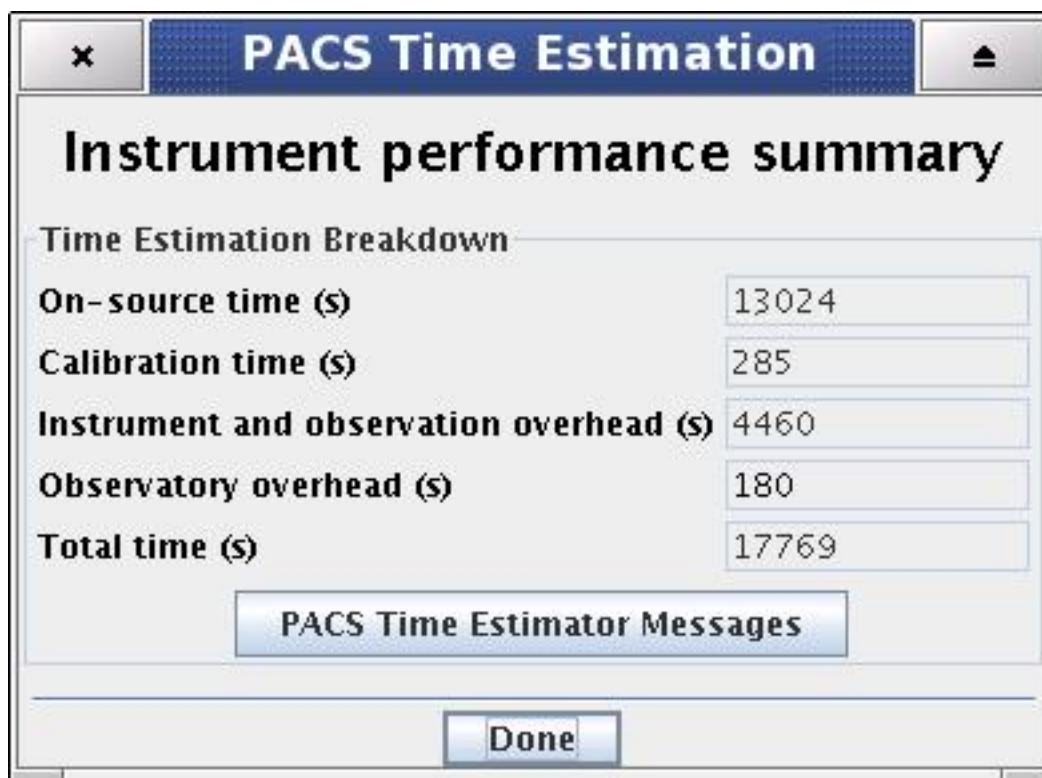 PACS Time Estimation
Instrument performance summary
Time Estimation Breakdown
On-source time (s) 13024
Calibration time (s) 285
Instrument and observation overhead (s) 4460
Observatory overhead (s) 180
Total time (s) 17769
PACS Time Estimator Messages
Done